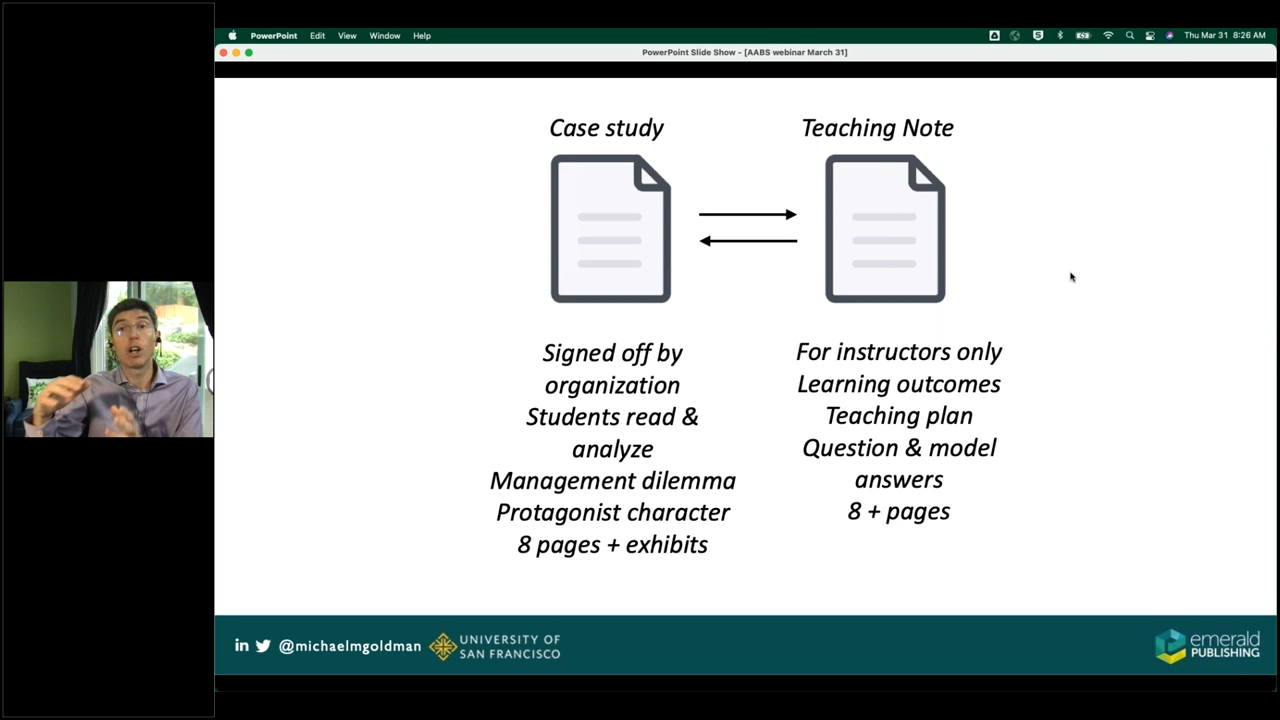 PowerPoint Edit View Window Help
Thu Mar 31 8:26 AM
PowerPoint Slide Show - [AABS webinar March 31]
Case study
Teaching Note
Signed off by
organization
Students read &
analyze
Management dilemma
Protagonist character
8 pages + exhibits
For instructors only
Learning outcomes
Teaching plan
Question & model
answers
8 + pages
in @michaelmgoldman
UNIVERSITY OF
SAN FRANCISCO
emerald
PUBLISHING